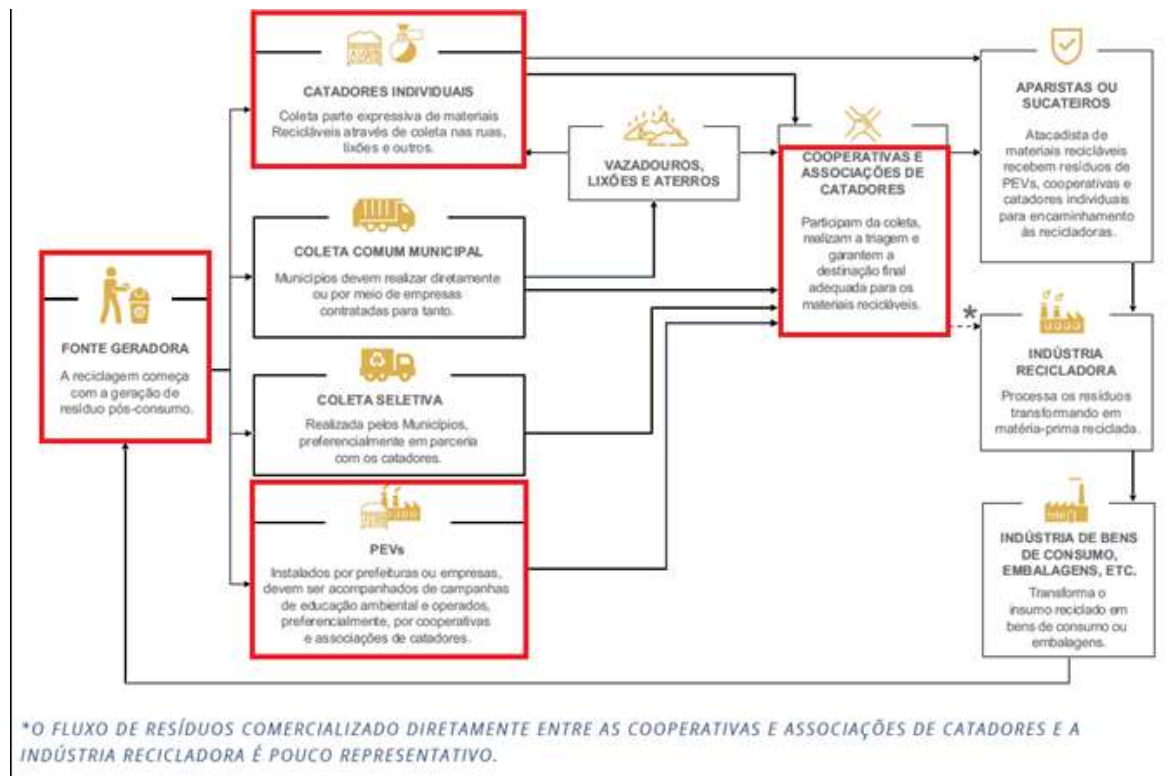 CATADORES INDIVIDUAIS
Coleta parte expressiva de materiais
Recicláveis através de coleta nas ruas,
lixões e outros.
COLETA COMUM MUNICIPAL
Municípios devem realizar diretamente
ou por meio de empresas
contratadas para tanto.
FONTE GERADORA
A reciclagem começa
com a geração de
resíduo pós-consumo.
COLETA SELETIVA
Realizada pelos Municípios,
preferencialmente em parceria
com os catadores.
PEVs
Instalados por prefeituras ou empresas,
devem ser acompanhados de campanhas
de educação ambiental e operados,
preferencialmente, por cooperativas
e associações de catadores.
VAZADOUROS,
LIXÕES E ATERROS
COOPERATIVAS E
ASSOCIAÇÕES DE
CATADORES
Participam da coleta,
realizam a triagem e
garantem a
destinação final
adequada para os
materiais recicláveis.
*
APARISTAS OU
SUCATEIROS
Atacadista de
materiais recicláveis
recebem resíduos de
PEVs, cooperativas e
catadores individuais
para encaminhamento
às recicladoras.
INDÚSTRIA
RECICLADORA
Processa os resíduos
transformando em
matéria-prima reciclada.
INDÚSTRIA DE BENS
DE CONSUMO,
EMBALAGENS, ETC.
Transforma o
insumo reciclado em
bens de consumo ou
embalagens.
*O FLUXO DE RESÍDUOS COMERCIALIZADO DIRETAMENTE ENTRE AS COOPERATIVAS E ASSOCIAÇÕES DE CATADORES E A
INDÚSTRIA RECICLADORA É POUCO REPRESENTATIVO.